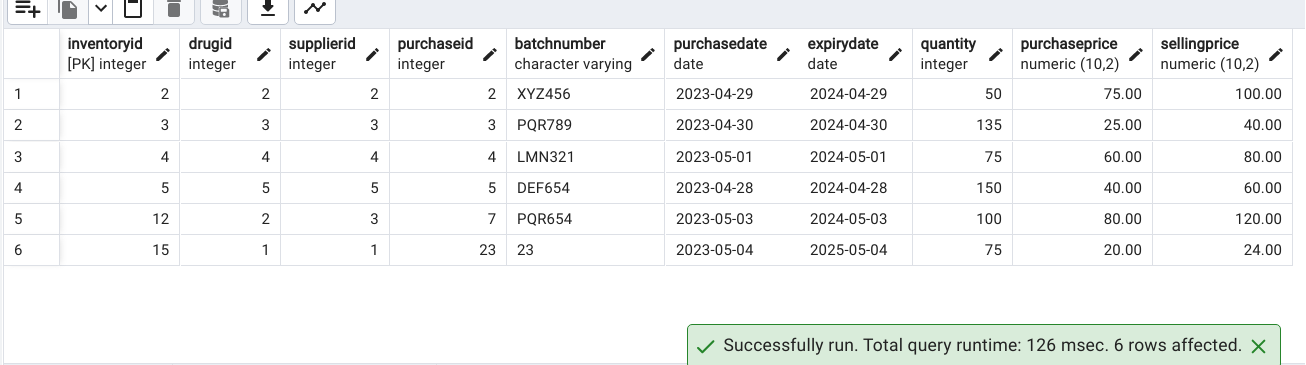 inventoryid drugid supplierid purchaseid batchnumber purchasedate expirydate quantity purchaseprice sellingprice
[PK] integer integer integer integer character varying date date integer numeric (10,2) numeric (10,2)
1 2 2 2 2 XYZ456 2023-04-29 2024-04-29 50 75.00 100.00
2 3 3 3 3 PQR789 2023-04-30 2024-04-30 135 25.00 40.00
3 4 4 4 4 LMN321 2023-05-01 2024-05-01 75 60.00 80.00
4 5 5 5 5 DEF654 2023-04-28 2024-04-28 150 40.00 60.00
5 12 2 3 7 PQR654 2023-05-03 2024-05-03 100 80.00 120.00
6 15 1 1 23 23 2023-05-04 2025-05-04 75 20.00 24.00
Successfully run. Total query runtime: 126 msec. 6 rows affected.